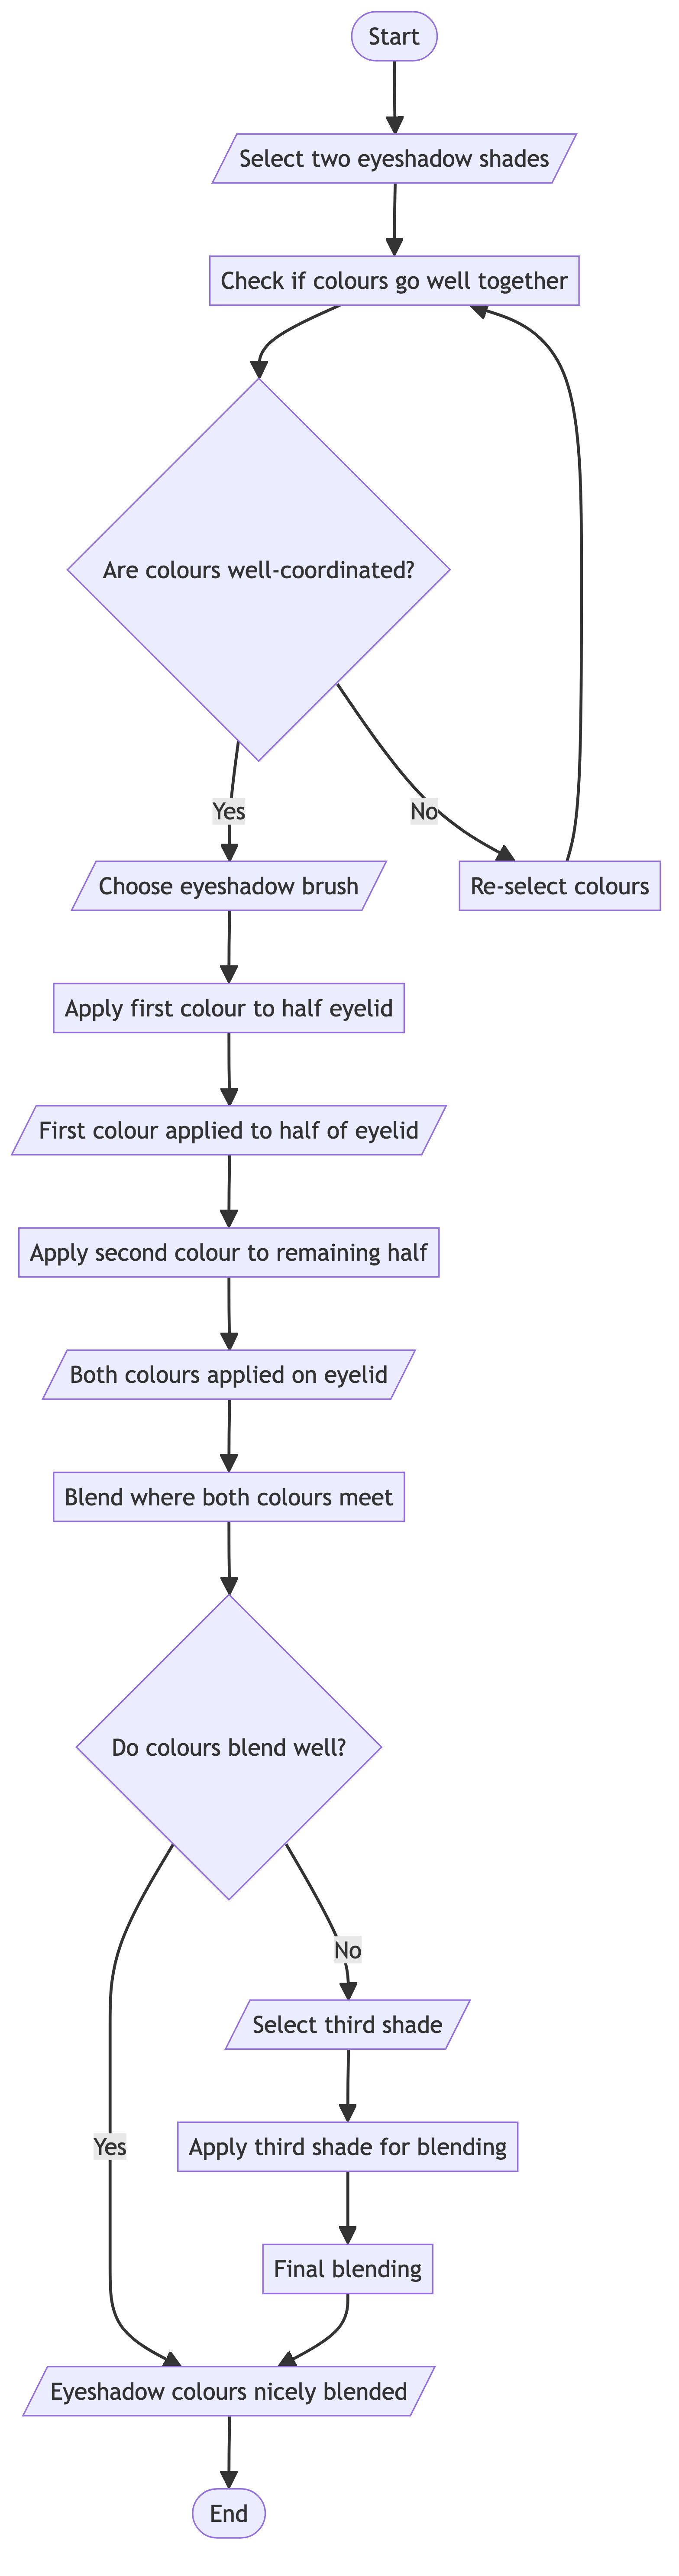 Start
Select two eyeshadow shades
Check if colours go well together
Are colours well-coordinated?
Yes
No
Choose eyeshadow brush
Re-select colours
Apply first colour to half eyelid
First colour applied to half of eyelid
Apply second colour to remaining half
Both colours applied on eyelid
Blend where both colours meet
Do colours blend well?
No
Select third shade
Yes
Apply third shade for blending
Final blending
Eyeshadow colours nicely blended
End